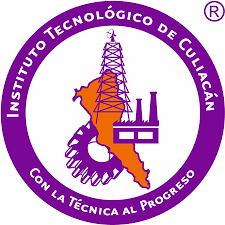 INSTITUTO TECNOLÓGICO DE CULIACÁN
®
CON LA TÉCNICA AL PROGRESO